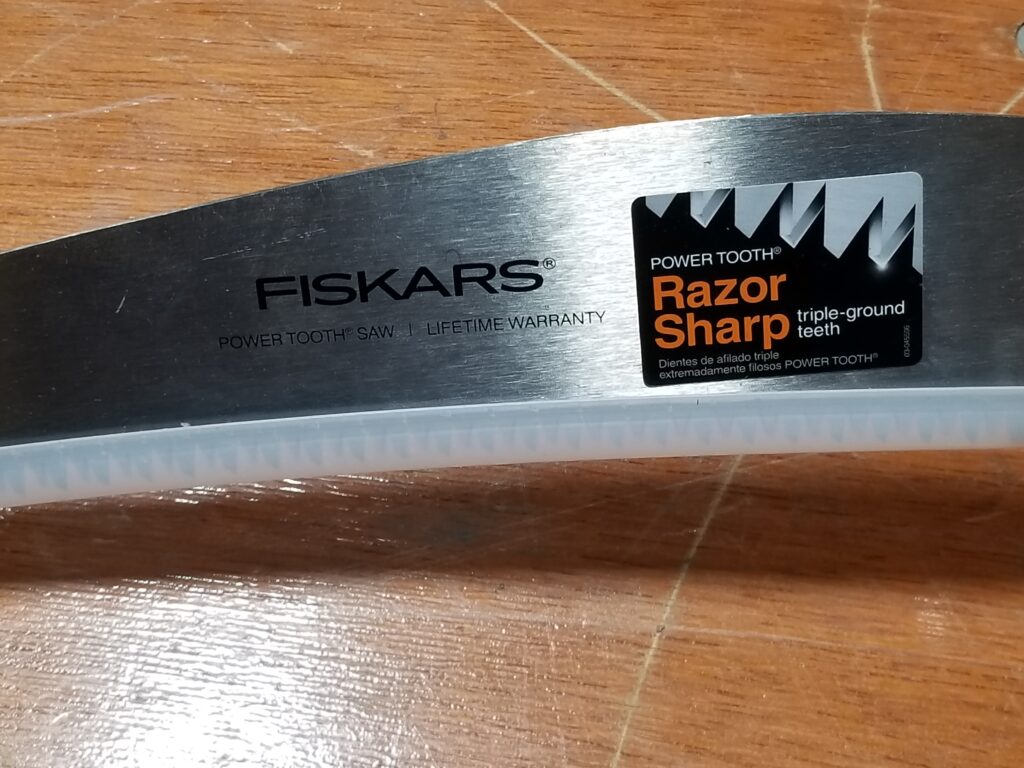 FISKARS®
POWER TOOTH® SAW | LIFETIME WARRANTY
POWER TOOTH®
Razor
Sharp triple-ground
teeth
Dientes de afilado triple
extremadamente filosos POWER TOOTH®